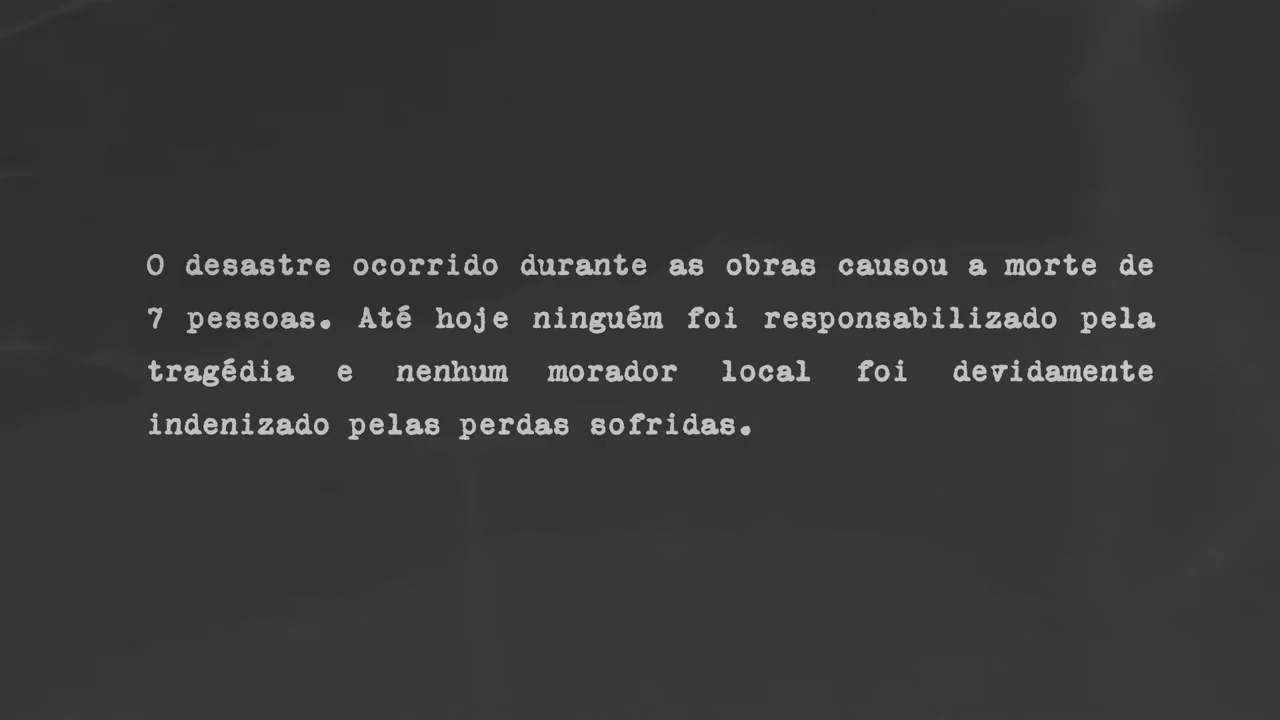 O desastre ocorrido durante as obras causou a morte de
7 pessoas. Até hoje ninguém foi responsabilizado pela
tragédia e nenhum morador local foi devidamente
indenizado pelas perdas sofridas.